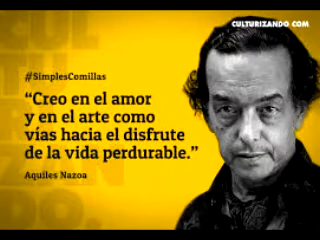 CULTURIZANDO.COM
#SimplesComillas
“Creo en el amor
y en el arte como
vías hacia el disfrute
de la vida perdurable.”
Aquiles Nazoa